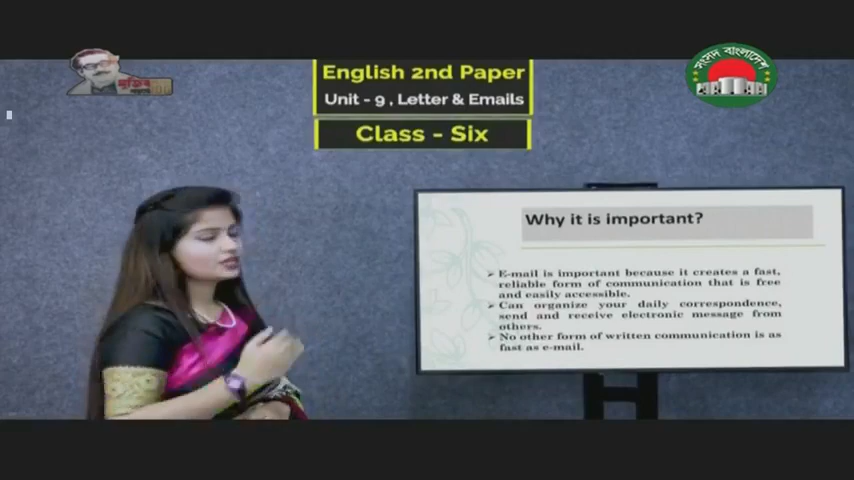 মুজিব
সংসদ বাংলাদেশ
English 2nd Paper
Unit - 9 , Letter & Emails
Class - Six
Why it is important?
➢ E-mail is important because it creates a fast,
reliable form of communication that is free
and easily accessible.
➢ Can organize your daily correspondence,
send and receive electronic message from
others.
➢ No other form of written communication is as
fast as e-mail.